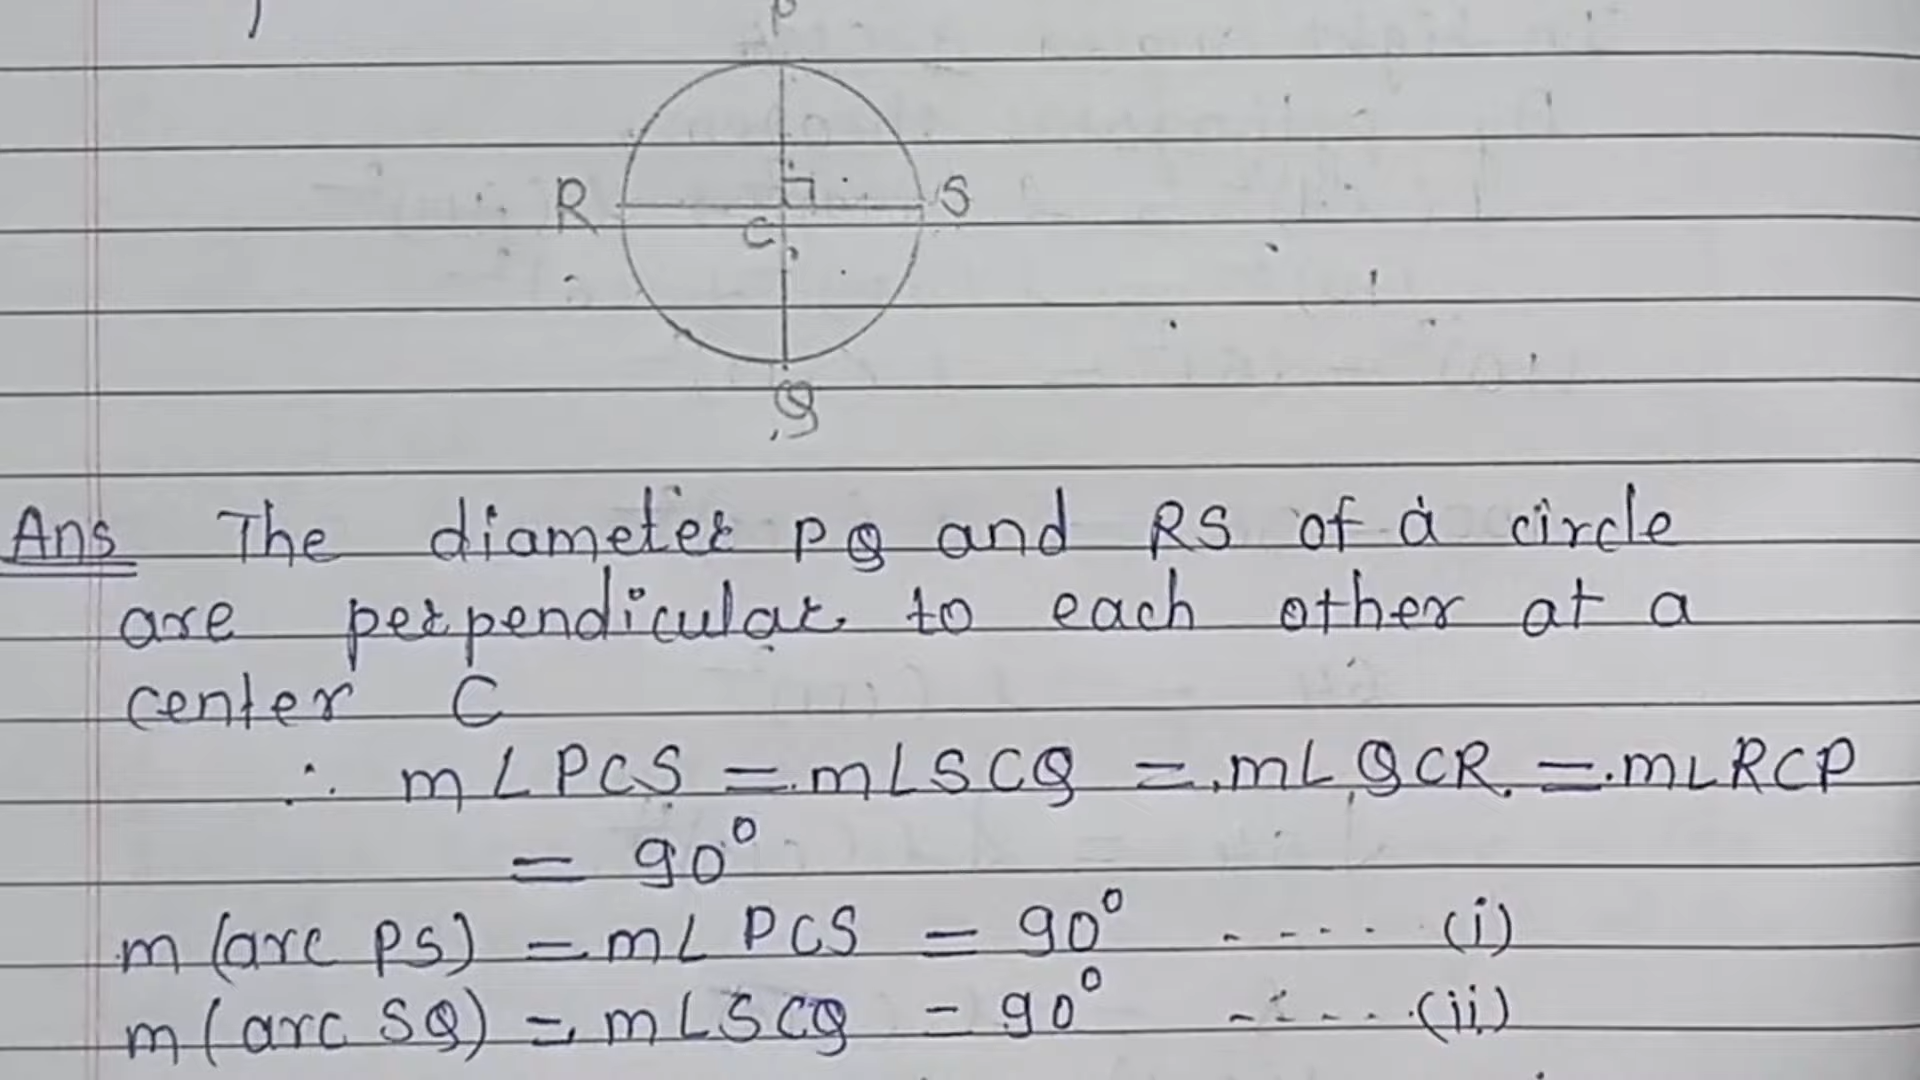 P
R
S
C
Q
Ans The diameter PQ and RS of a circle
are perpendicular to each other at a
center C
∴ m∠PCS = m∠SCQ = m∠QCR = m∠RCP
= 90°
m(arc PS) = m∠PCS = 90° ..... (i)
m(arc SQ) = m∠SCQ = 90° ..... (ii)